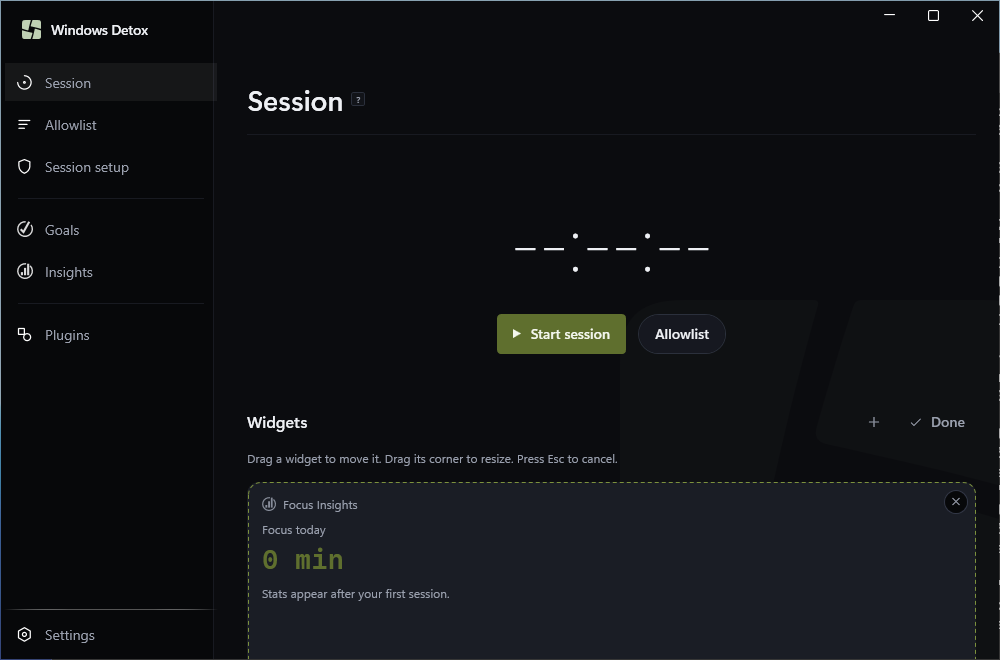 Windows Detox
Session
Allowlist
Session setup
Goals
Insights
Plugins
Settings
Session ?
--:--:--
Start session
Allowlist
Widgets
+ Done
Drag a widget to move it. Drag its corner to resize. Press Esc to cancel.
Focus Insights
Focus today
0 min
Stats appear after your first session.